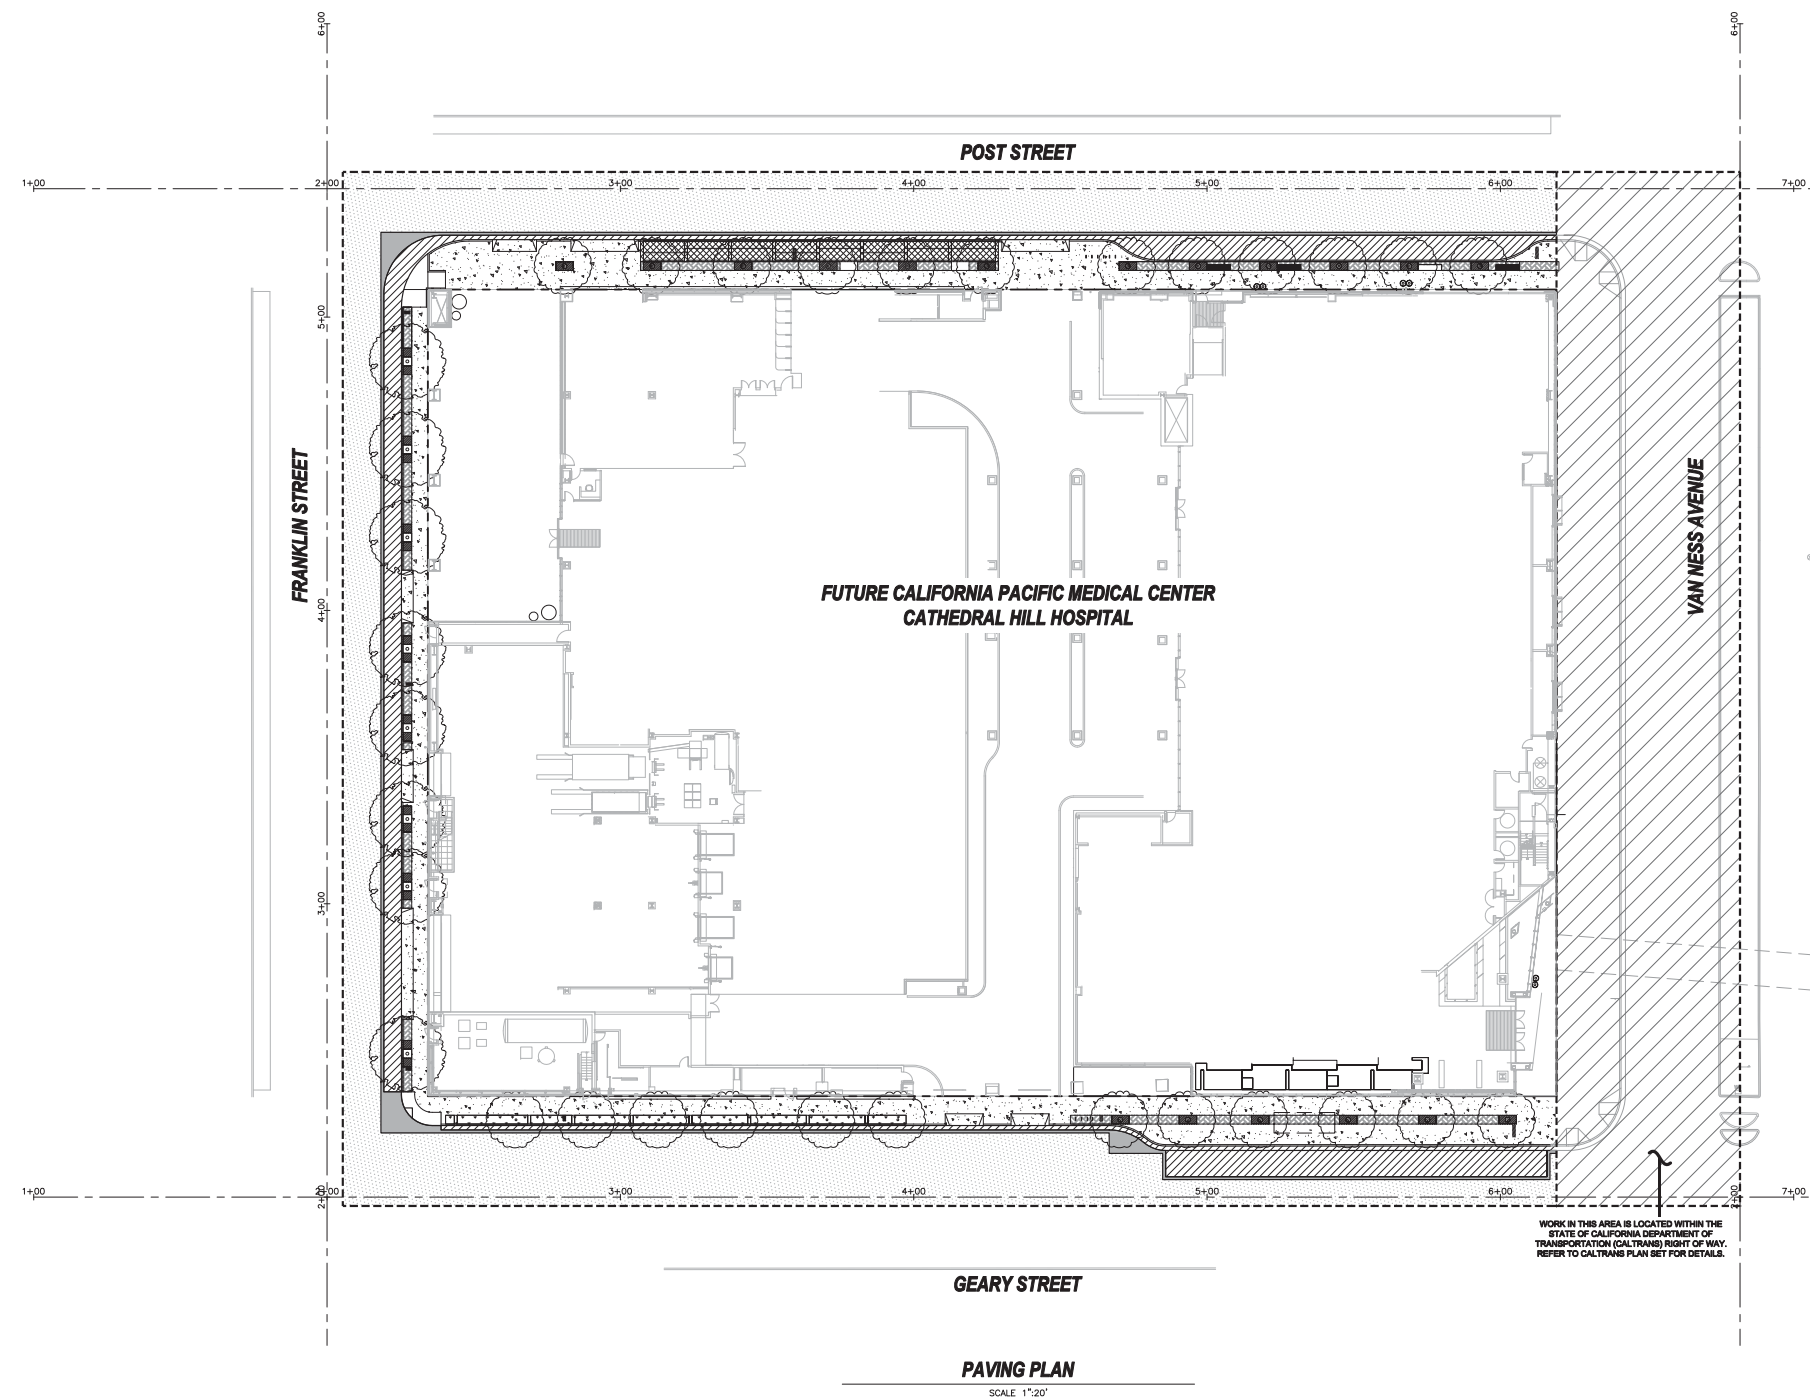 6+00
6+00
POST STREET
1+00
2+00
3+00
4+00
5+00
6+00
7+00
5+00
FRANKLIN STREET
VAN NESS AVENUE
FUTURE CALIFORNIA PACIFIC MEDICAL CENTER
CATHEDRAL HILL HOSPITAL
4+00
3+00
1+00
2+00
3+00
4+00
5+00
6+00
2+00
7+00
WORK IN THIS AREA IS LOCATED WITHIN THE
STATE OF CALIFORNIA DEPARTMENT OF
TRANSPORTATION (CALTRANS) RIGHT OF WAY.
REFER TO CALTRANS PLAN SET FOR DETAILS.
GEARY STREET
PAVING PLAN
SCALE 1":20'